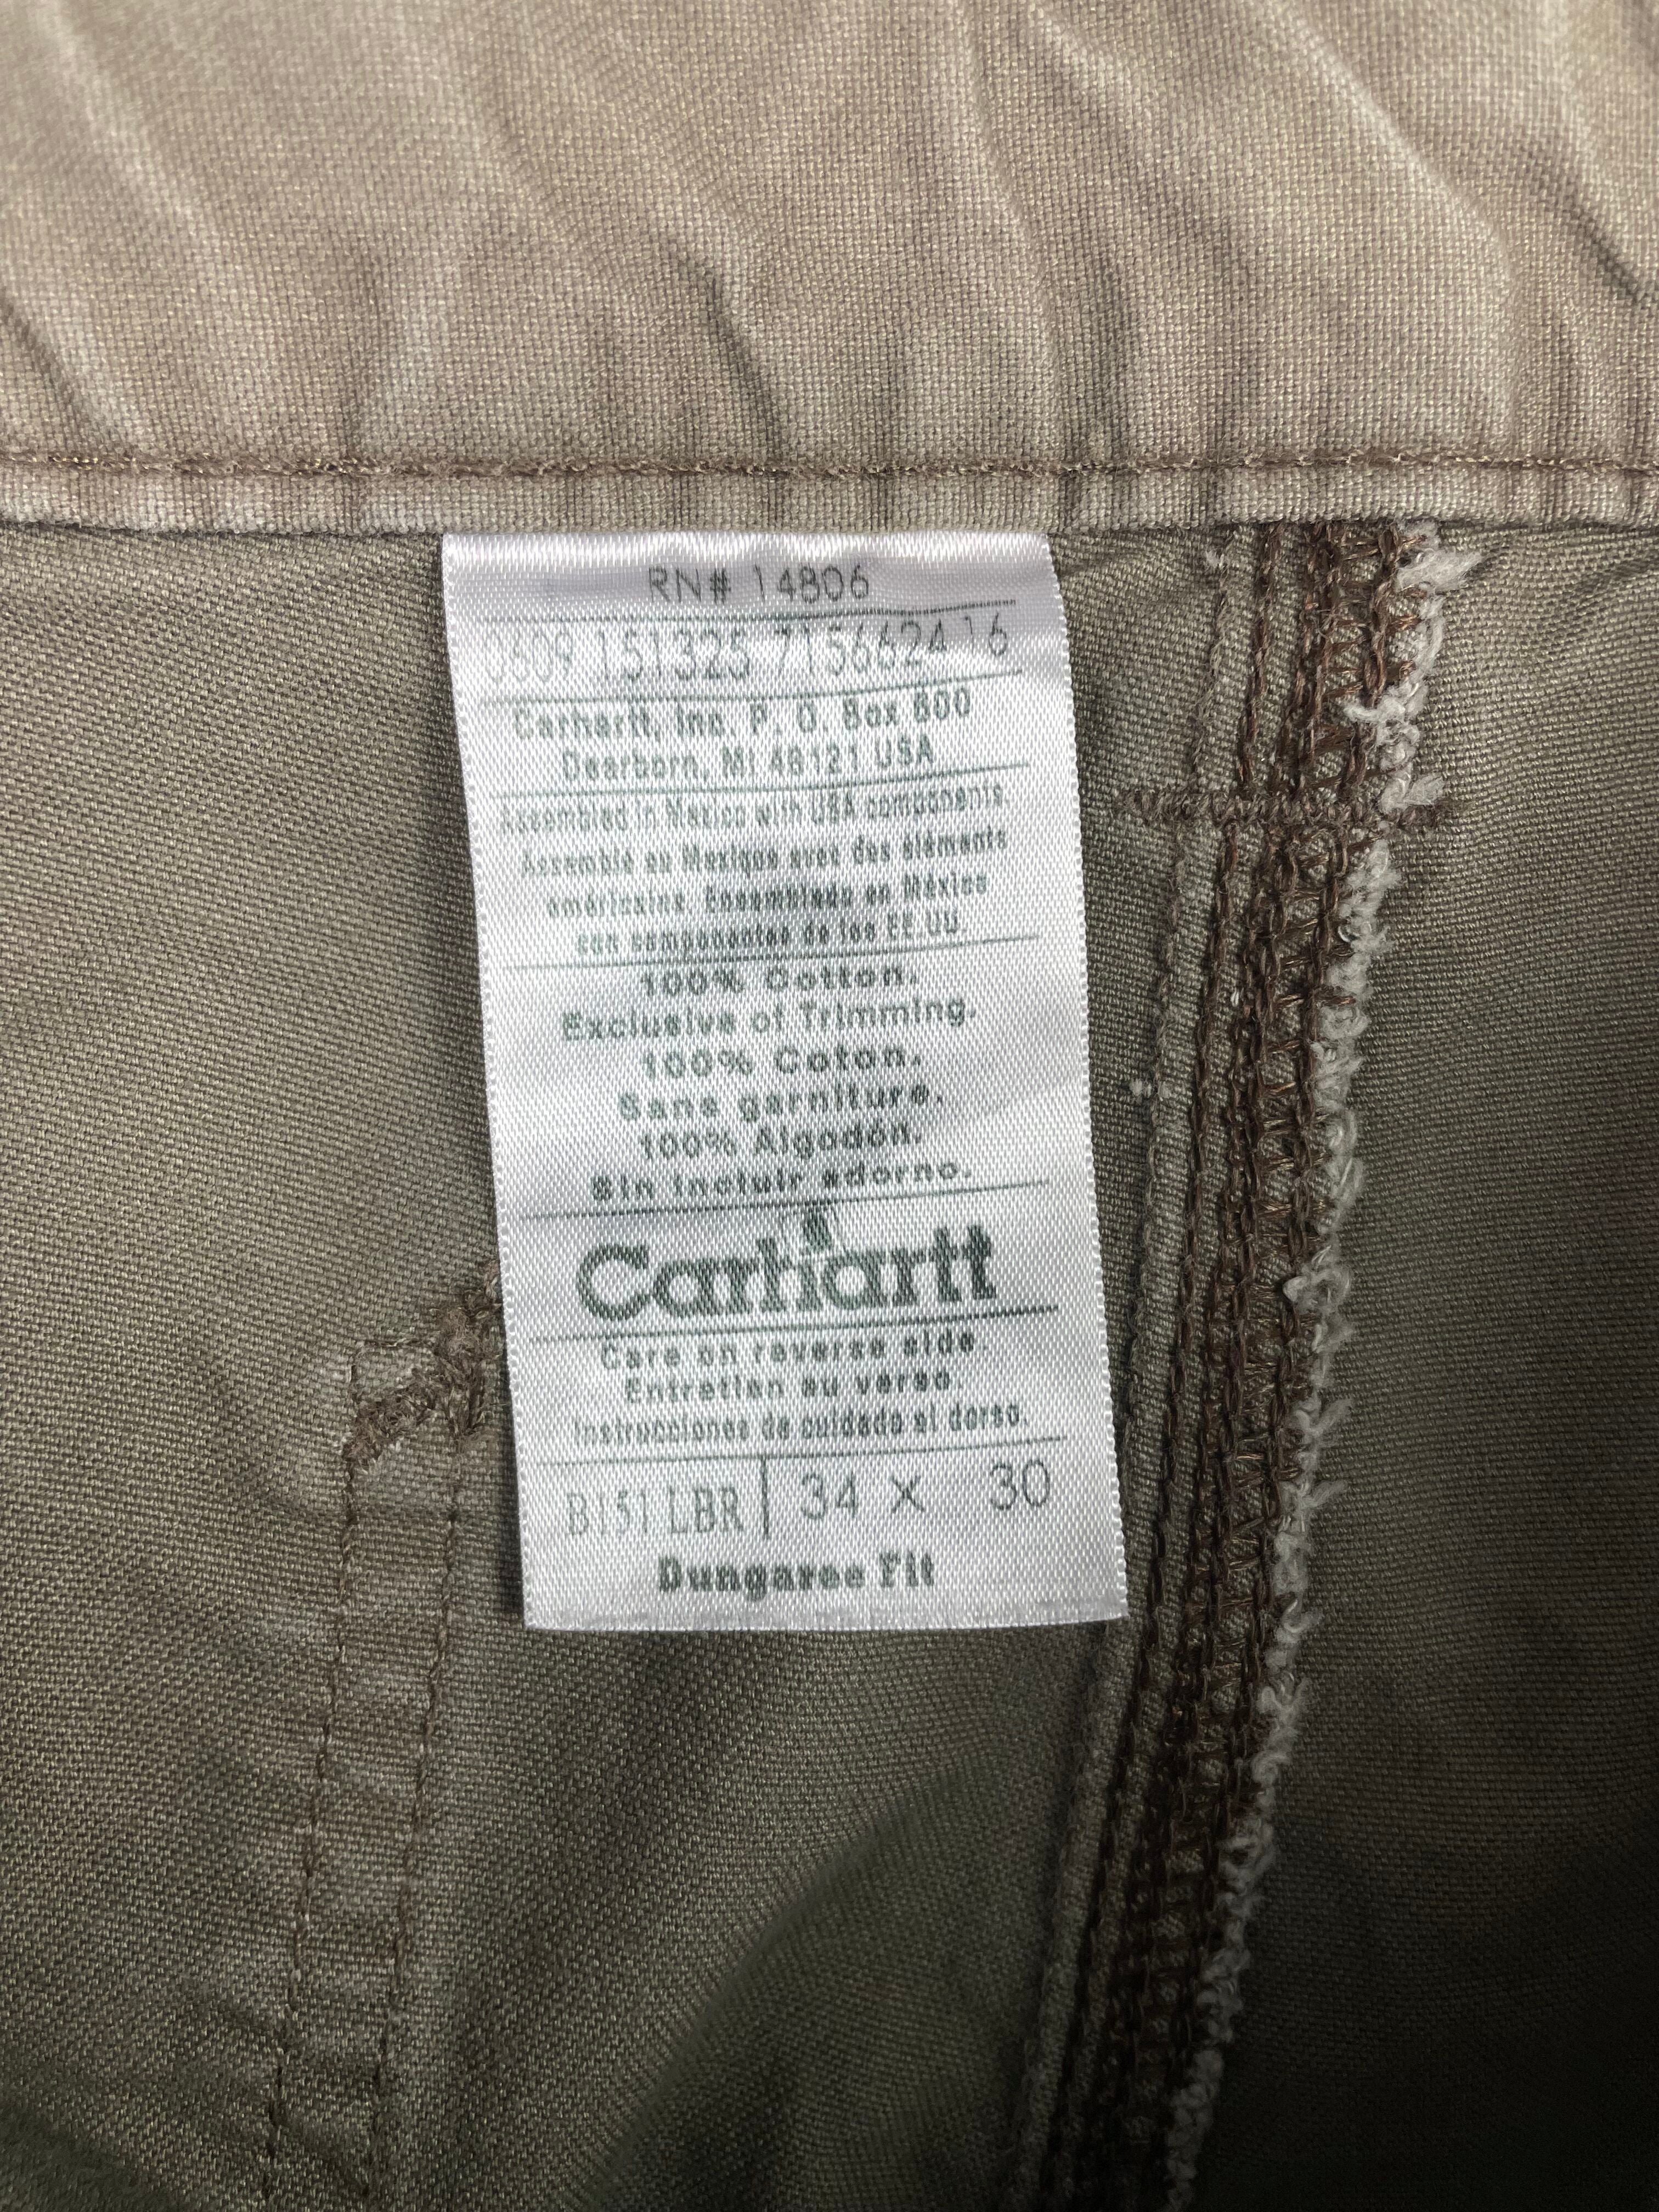 RN# 14806
0609 151325 7156624 16
Carhartt, Inc. P. O. Box 600
Dearborn, MI 48121 USA
Assembled in Mexico with USA components
Assemblé au Mexique avec des éléments
américains. Ensamblado en México
con componentes de los EE UU
100% Cotton.
Exclusive of Trimming.
100% Coton.
Sans garniture.
100% Algodón.
Sin incluir adorno.
Carhartt
Care on reverse side
Entretien au verso
Instrucciones de cuidado al dorso.
B151 LBR 34 X 30
Dungaree Fit